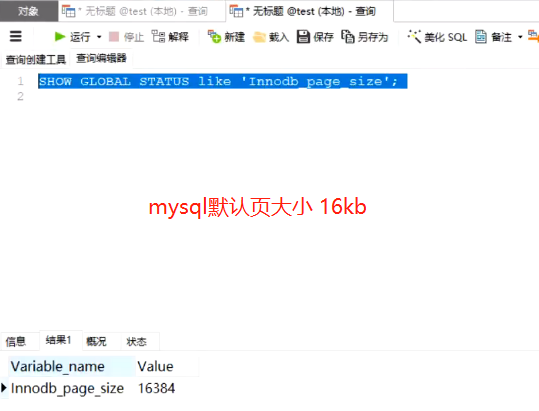 对象 * 无标题 @test (本地) - 查询 * 无标题 @test (本地) - 查询
运行 停止 解释 新建 载入 保存 另存为 美化 SQL 备注
查询创建工具 查询编辑器
1 SHOW GLOBAL STATUS like 'Innodb_page_size';
2
mysql默认页大小 16kb
信息 结果1 概况 状态
Variable_name Value
Innodb_page_size 16384